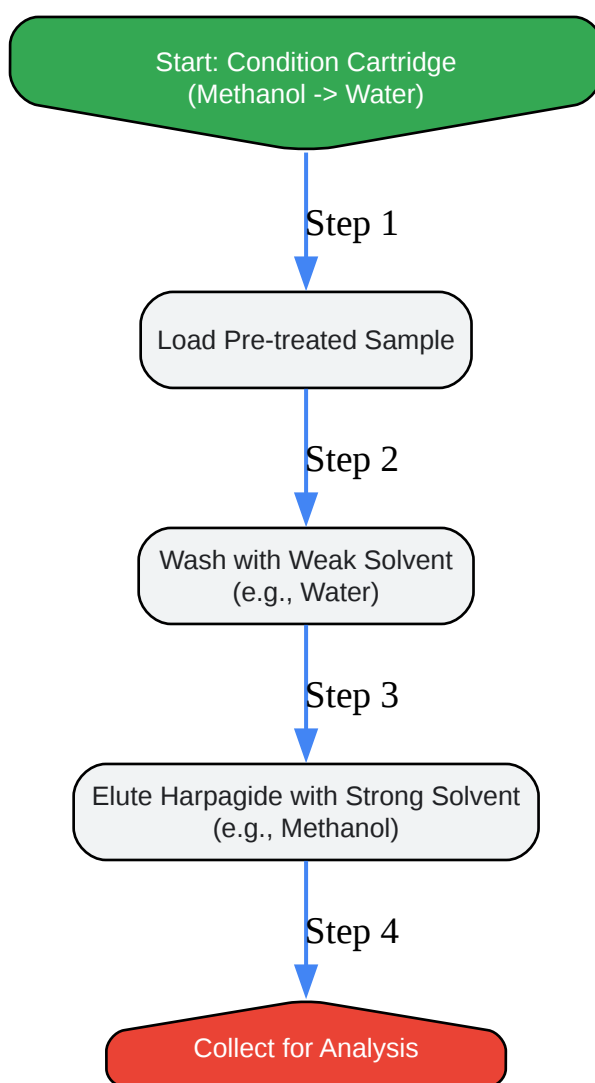 Start: Condition Cartridge
(Methanol -> Water)
Step 1
Load Pre-treated Sample
Step 2
Wash with Weak Solvent
(e.g., Water)
Step 3
Elute Harpagide with Strong Solvent
(e.g., Methanol)
Step 4
Collect for Analysis